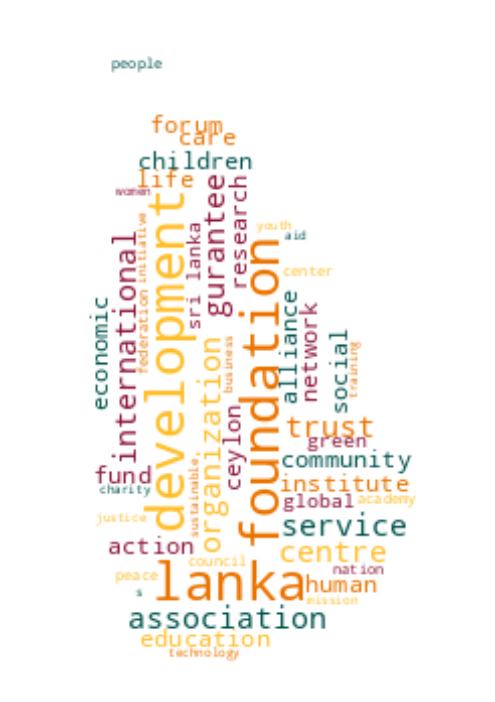 people
forum
care
children
life
women
development
gurantee
research
international
federation
initiative
sri lanka
youth
aid
foundation
center
economic
alliance
network
social
training
organization
business
ceylon
trust
green
community
fund
charity
sustainable,
institute
global
academy
justice
service
action
centre
council
nation
peace
lanka
human
s
mission
association
education
technology